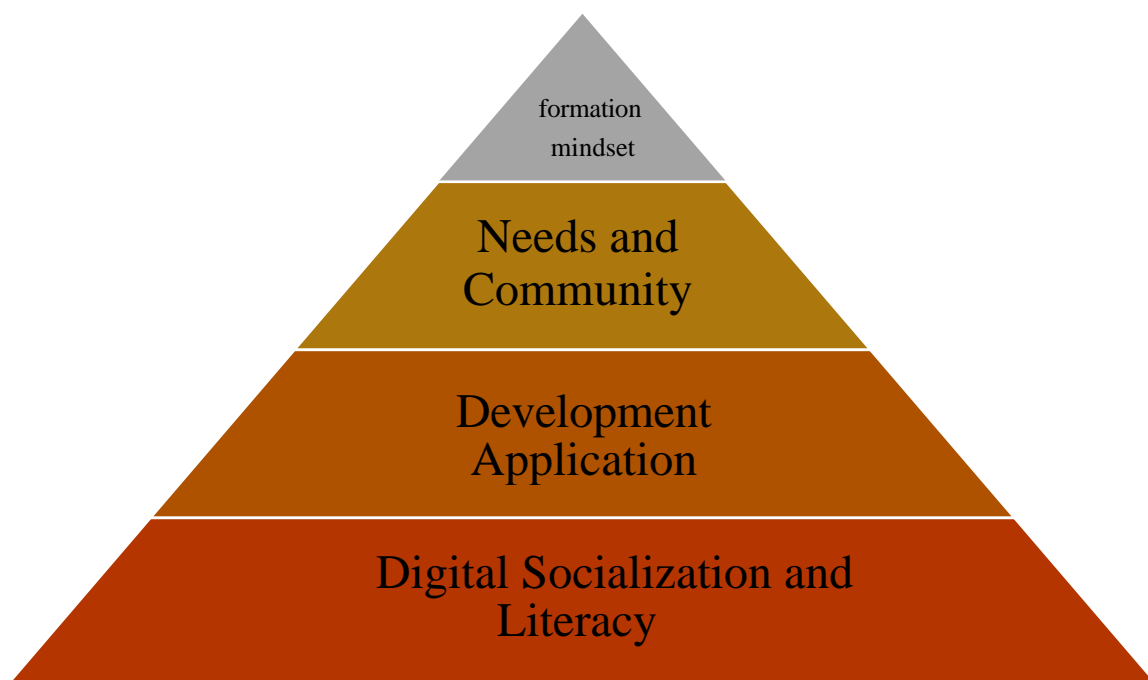 formation
mindset
Needs and
Community
Development
Application
Digital Socialization and
Literacy